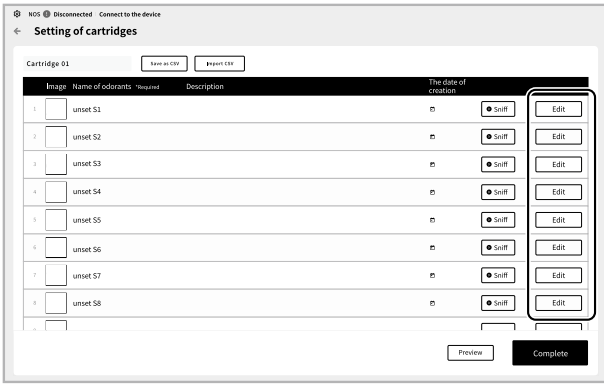 NOS Disconnected Connect to the device
← Setting of cartridges
Cartridge 01 Save as CSV Import CSV
Image Name of odorants *Required Description The date of creation
1 unset S1 Sniff Edit
2 unset S2 Sniff Edit
3 unset S3 Sniff Edit
4 unset S4 Sniff Edit
5 unset S5 Sniff Edit
6 unset S6 Sniff Edit
7 unset S7 Sniff Edit
8 unset S8 Sniff Edit
Preview Complete